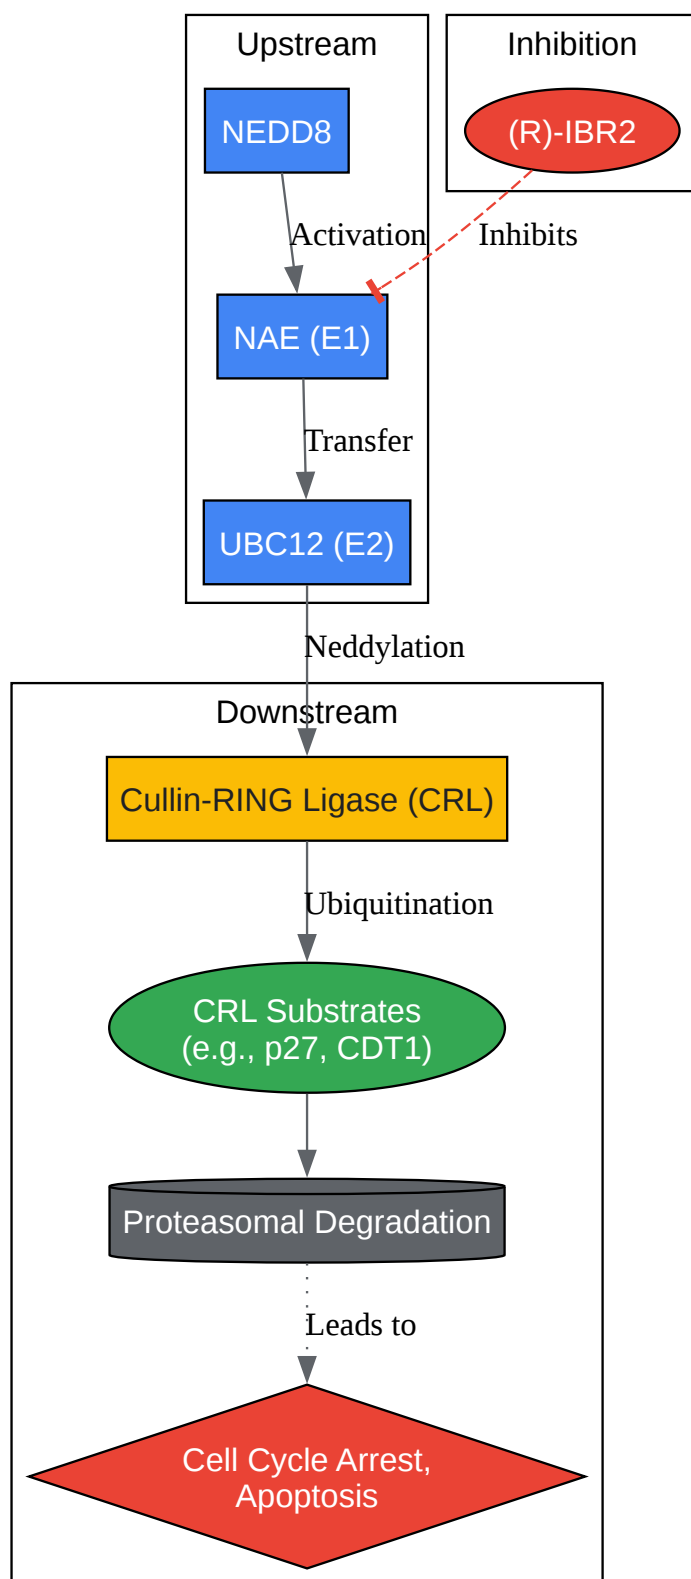 Upstream
Inhibition
NEDD8
(R)-IBR2
Activation
Inhibits
NAE (E1)
Transfer
UBC12 (E2)
Neddylation
Downstream
Cullin-RING Ligase (CRL)
Ubiquitination
CRL Substrates
(e.g., p27, CDT1)
Proteasomal Degradation
Leads to
Cell Cycle Arrest,
Apoptosis